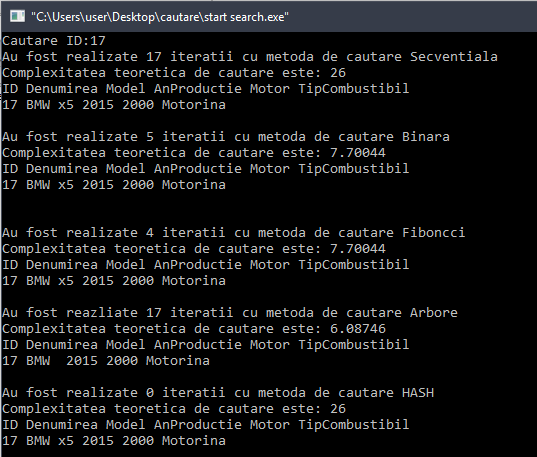 "C:\Users\user\Desktop\cautare\start search.exe"
Cautare ID:17
Au fost realizate 17 iteratii cu metoda de cautare Secventiala
Complexitatea teoretica de cautare este: 26
ID Denumirea Model AnProductie Motor TipCombustibil
17 BMW x5 2015 2000 Motorina
Au fost realizate 5 iteratii cu metoda de cautare Binara
Complexitatea teoretica de cautare este: 7.70044
ID Denumirea Model AnProductie Motor TipCombustibil
17 BMW x5 2015 2000 Motorina
Au fost realizate 4 iteratii cu metoda de cautare Fiboncci
Complexitatea teoretica de cautare este: 7.70044
ID Denumirea Model AnProductie Motor TipCombustibil
17 BMW x5 2015 2000 Motorina
Au fost reazliate 17 iteratii cu metoda de cautare Arbore
Complexitatea teoretica de cautare este: 6.08746
ID Denumirea Model AnProductie Motor TipCombustibil
17 BMW  2015 2000 Motorina
Au fost realizate 0 iteratii cu metoda de cautare HASH
Complexitatea teoretica de cautare este: 26
ID Denumirea Model AnProductie Motor TipCombustibil
17 BMW x5 2015 2000 Motorina